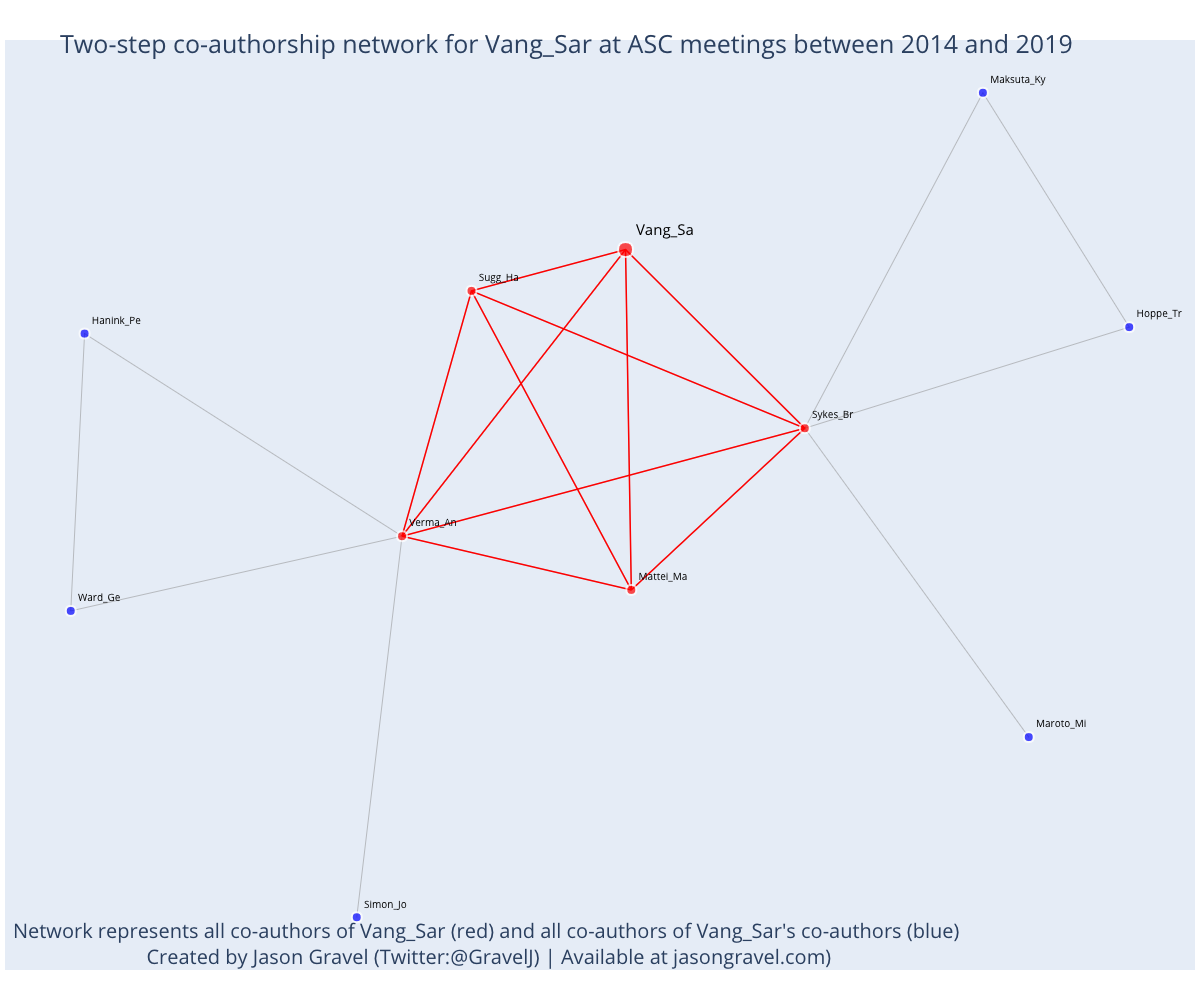 Two-step co-authorship network for Vang_Sar at ASC meetings between 2014 and 2019
Maksuta_Ky
Vang_Sa
Sugg_Ha
Hoppe_Tr
Hanink_Pe
Sykes_Br
Verma_An
Mattei_Ma
Ward_Ge
Maroto_Mi
Simon_Jo
Network represents all co-authors of Vang_Sar (red) and all co-authors of Vang_Sar's co-authors (blue)
Created by Jason Gravel (Twitter:@GravelJ) | Available at jasongravel.com)